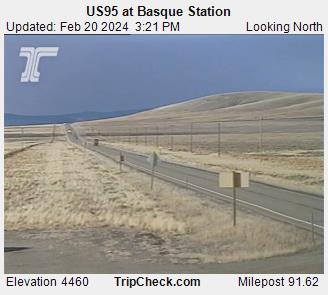 US95 at Basque Station
Updated: Feb 20 2024 3:21 PM Looking North
Elevation 4460 TripCheck.com Milepost 91.62